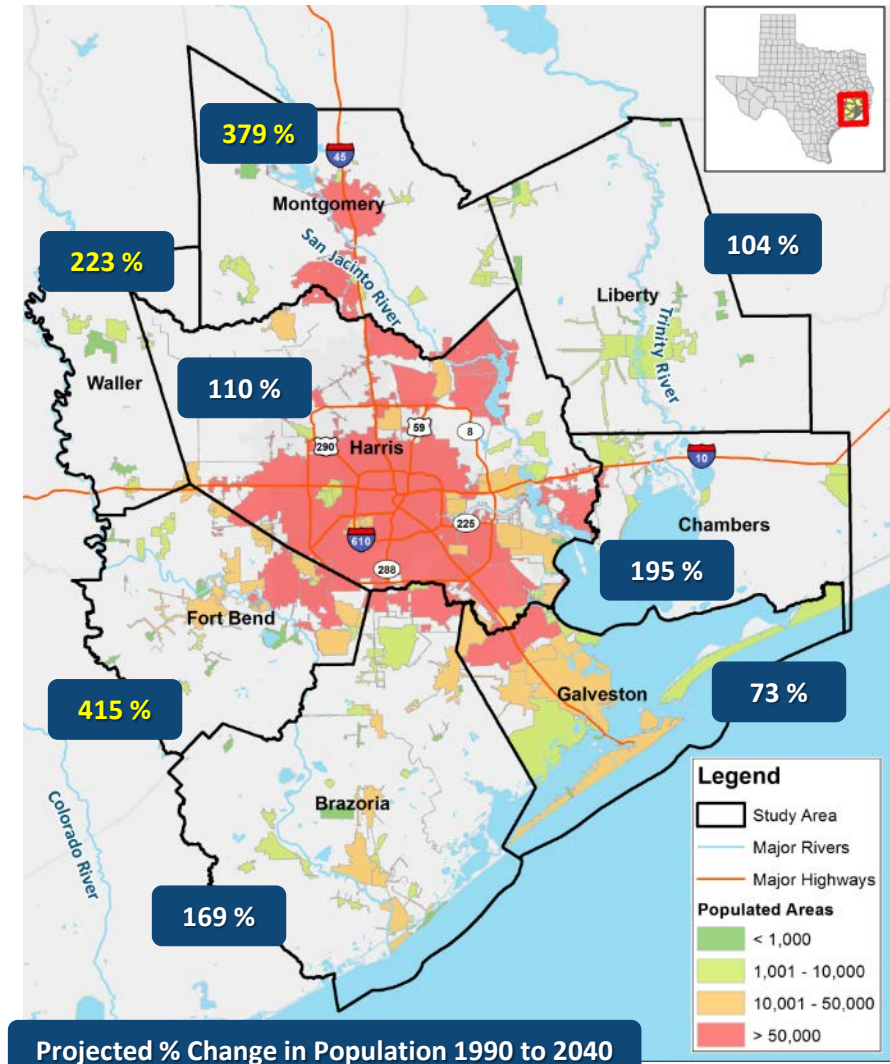 379 %
45
Montgomery
San Jacinto River
223 %
104 %
Liberty
Trinity River
Waller
110 %
59
8
290
Harris
10
Chambers
225
610
288
195 %
Fort Bend
Galveston
73 %
415 %
Brazoria
Colorado River
169 %
Legend
Study Area
Major Rivers
Major Highways
Populated Areas
< 1,000
1,001 - 10,000
10,001 - 50,000
> 50,000
Projected % Change in Population 1990 to 2040